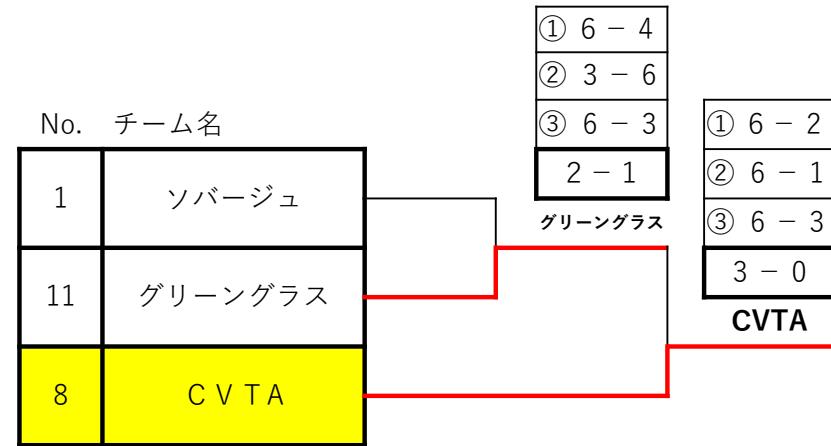 ① 6 − 4
② 3 − 6
③ 6 − 3
2 − 1
グリーングラス
① 6 − 2
② 6 − 1
③ 6 − 3
3 − 0
CVTA
No. チーム名
1 ソバージュ
11 グリーングラス
8 ＣＶＴＡ